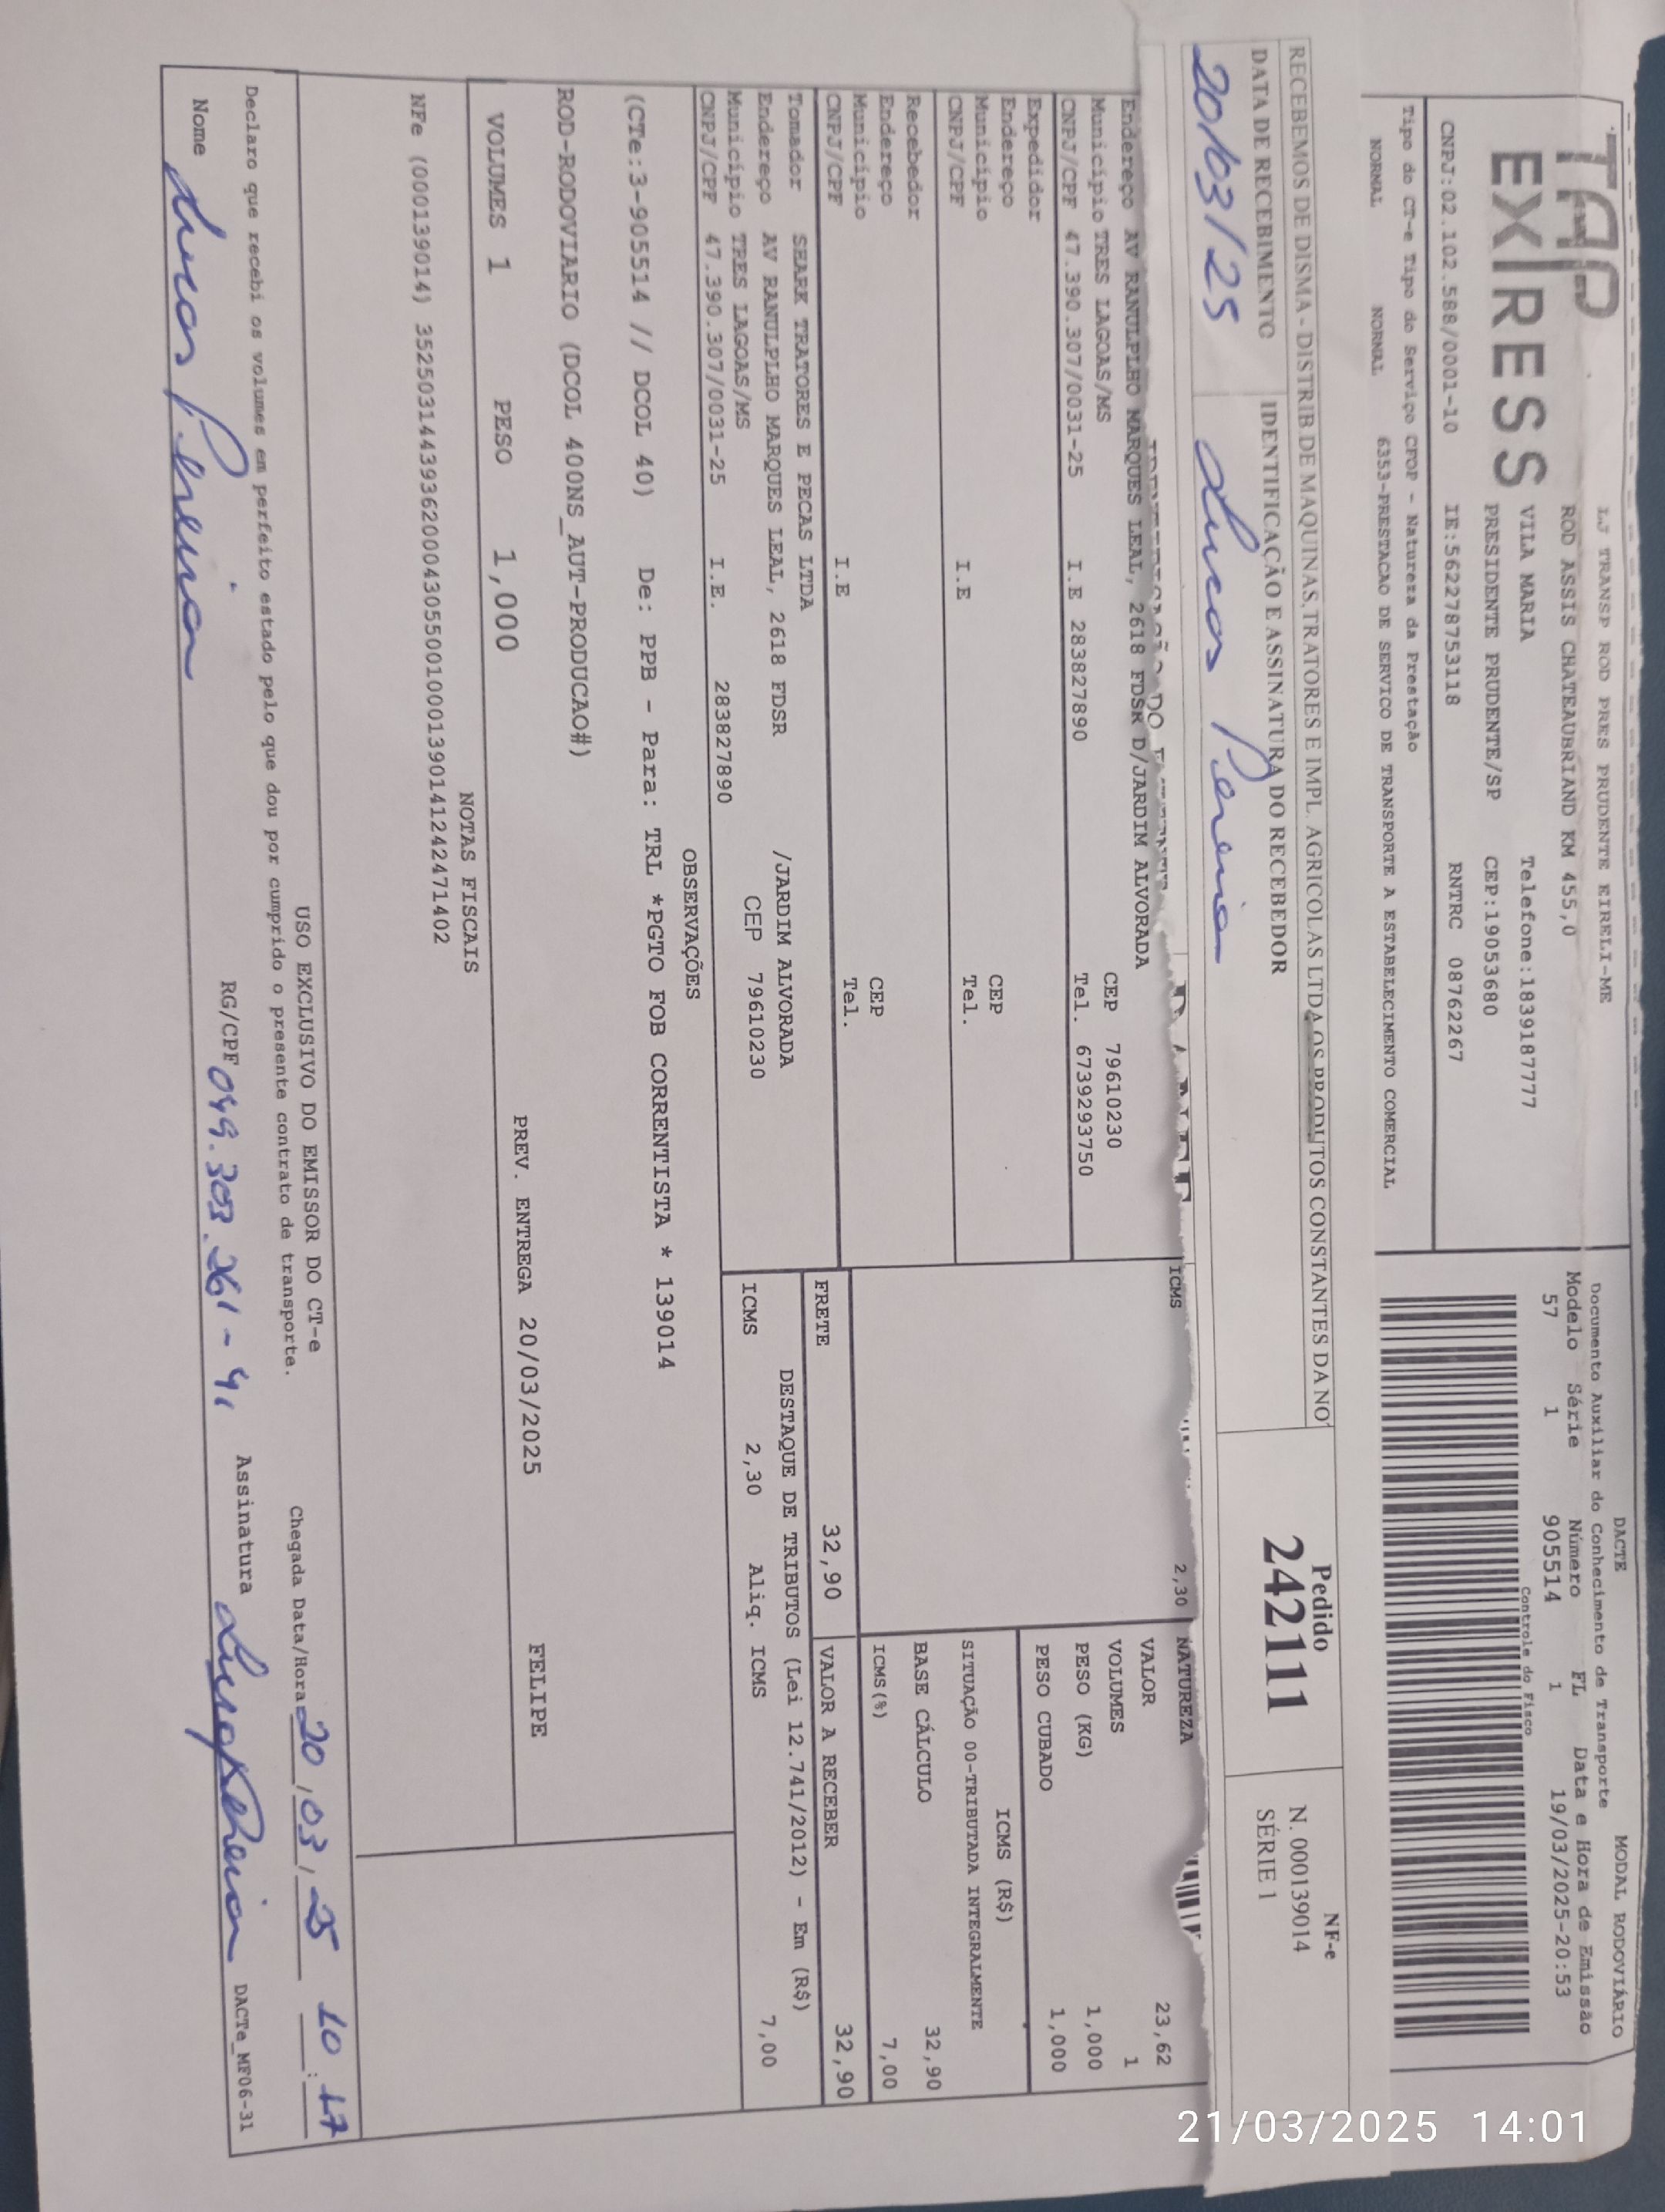 TAP
EX RESS
LJ TRANSP ROD PRES PRUDENTE EIRELI-ME
ROD ASSIS CHATEAUBRIAND KM 455,0
VILA MARIA Telefone:1839187777
PRESIDENTE PRUDENTE/SP CEP:19053680
CNPJ:02.102.588/0001-10 IE:562278753118 RNTRC 08762267
DACTE MODAL RODOVIÁRIO
Documento Auxiliar do Conhecimento de Transporte
Modelo Série Número FL Data e Hora de Emissão
57 1 905514 1 19/03/2025-20:53
Controle do Fisco
Tipo do CT-e Tipo do Serviço CFOP - Natureza da Prestação
NORMAL NORMAL 6353-PRESTACAO DE SERVICO DE TRANSPORTE A ESTABELECIMENTO COMERCIAL
RECEBEMOS DE DISMA - DISTRIB DE MAQUINAS,TRATORES E IMPL. AGRICOLAS LTDA OS PRODUTOS CONSTANTES DA NO
DATA DE RECEBIMENTO IDENTIFICAÇÃO E ASSINATURA DO RECEBEDOR
20/03/25 Lucas Pereira
Pedido
242111
NF-e
N. 000139014
SÉRIE 1
ICMS 2,30 NATUREZA
Endereço AV RANULPLHO MARQUES LEAL, 2618 FDSR D/JARDIM ALVORADA
Município TRES LAGOAS/MS CEP 79610230
CNPJ/CPF 47.390.307/0031-25 I.E 283827890 Tel. 6739293750
Expedidor
Endereço
Município CEP
CNPJ/CPF I.E Tel.
Recebedor
Endereço
Município CEP
CNPJ/CPF I.E Tel.
VALOR 23,62
VOLUMES 1
PESO (KG) 1,000
PESO CUBADO 1,000
ICMS (R$)
SITUAÇÃO 00-TRIBUTADA INTEGRALMENTE
BASE CÁLCULO 32,90
ICMS(%) 7,00
FRETE 32,90 VALOR A RECEBER 32,90
Tomador SEARK TRATORES E PECAS LTDA
Endereço AV RANULPLHO MARQUES LEAL, 2618 FDSR /JARDIM ALVORADA
Município TRES LAGOAS/MS CEP 79610230
CNPJ/CPF 47.390.307/0031-25 I.E. 283827890
DESTAQUE DE TRIBUTOS (Lei 12.741/2012) - Em (R$)
ICMS 2,30 Aliq. ICMS 7,00
OBSERVAÇÕES
(CTe:3-905514 // DCOL 40) De: PPB - Para: TRL *PGTO FOB CORRENTISTA * 139014
ROD-RODOVIARIO (DCOL 400NS_AUT-PRODUCAO#)
VOLUMES 1 PESO 1,000 PREV. ENTREGA 20/03/2025 FELIPE
NOTAS FISCAIS
NFe (000139014) 35250314439362000430550010001390141242471402
USO EXCLUSIVO DO EMISSOR DO CT-e
Declaro que recebi os volumes em perfeito estado pelo que dou por cumprido o presente contrato de transporte.
Chegada Data/Hora 20/03/25 10:17
Nome Lucas Pereira RG/CPF Assinatura Lucas Pereira DACTe_MF06-31
21/03/2025 14:01